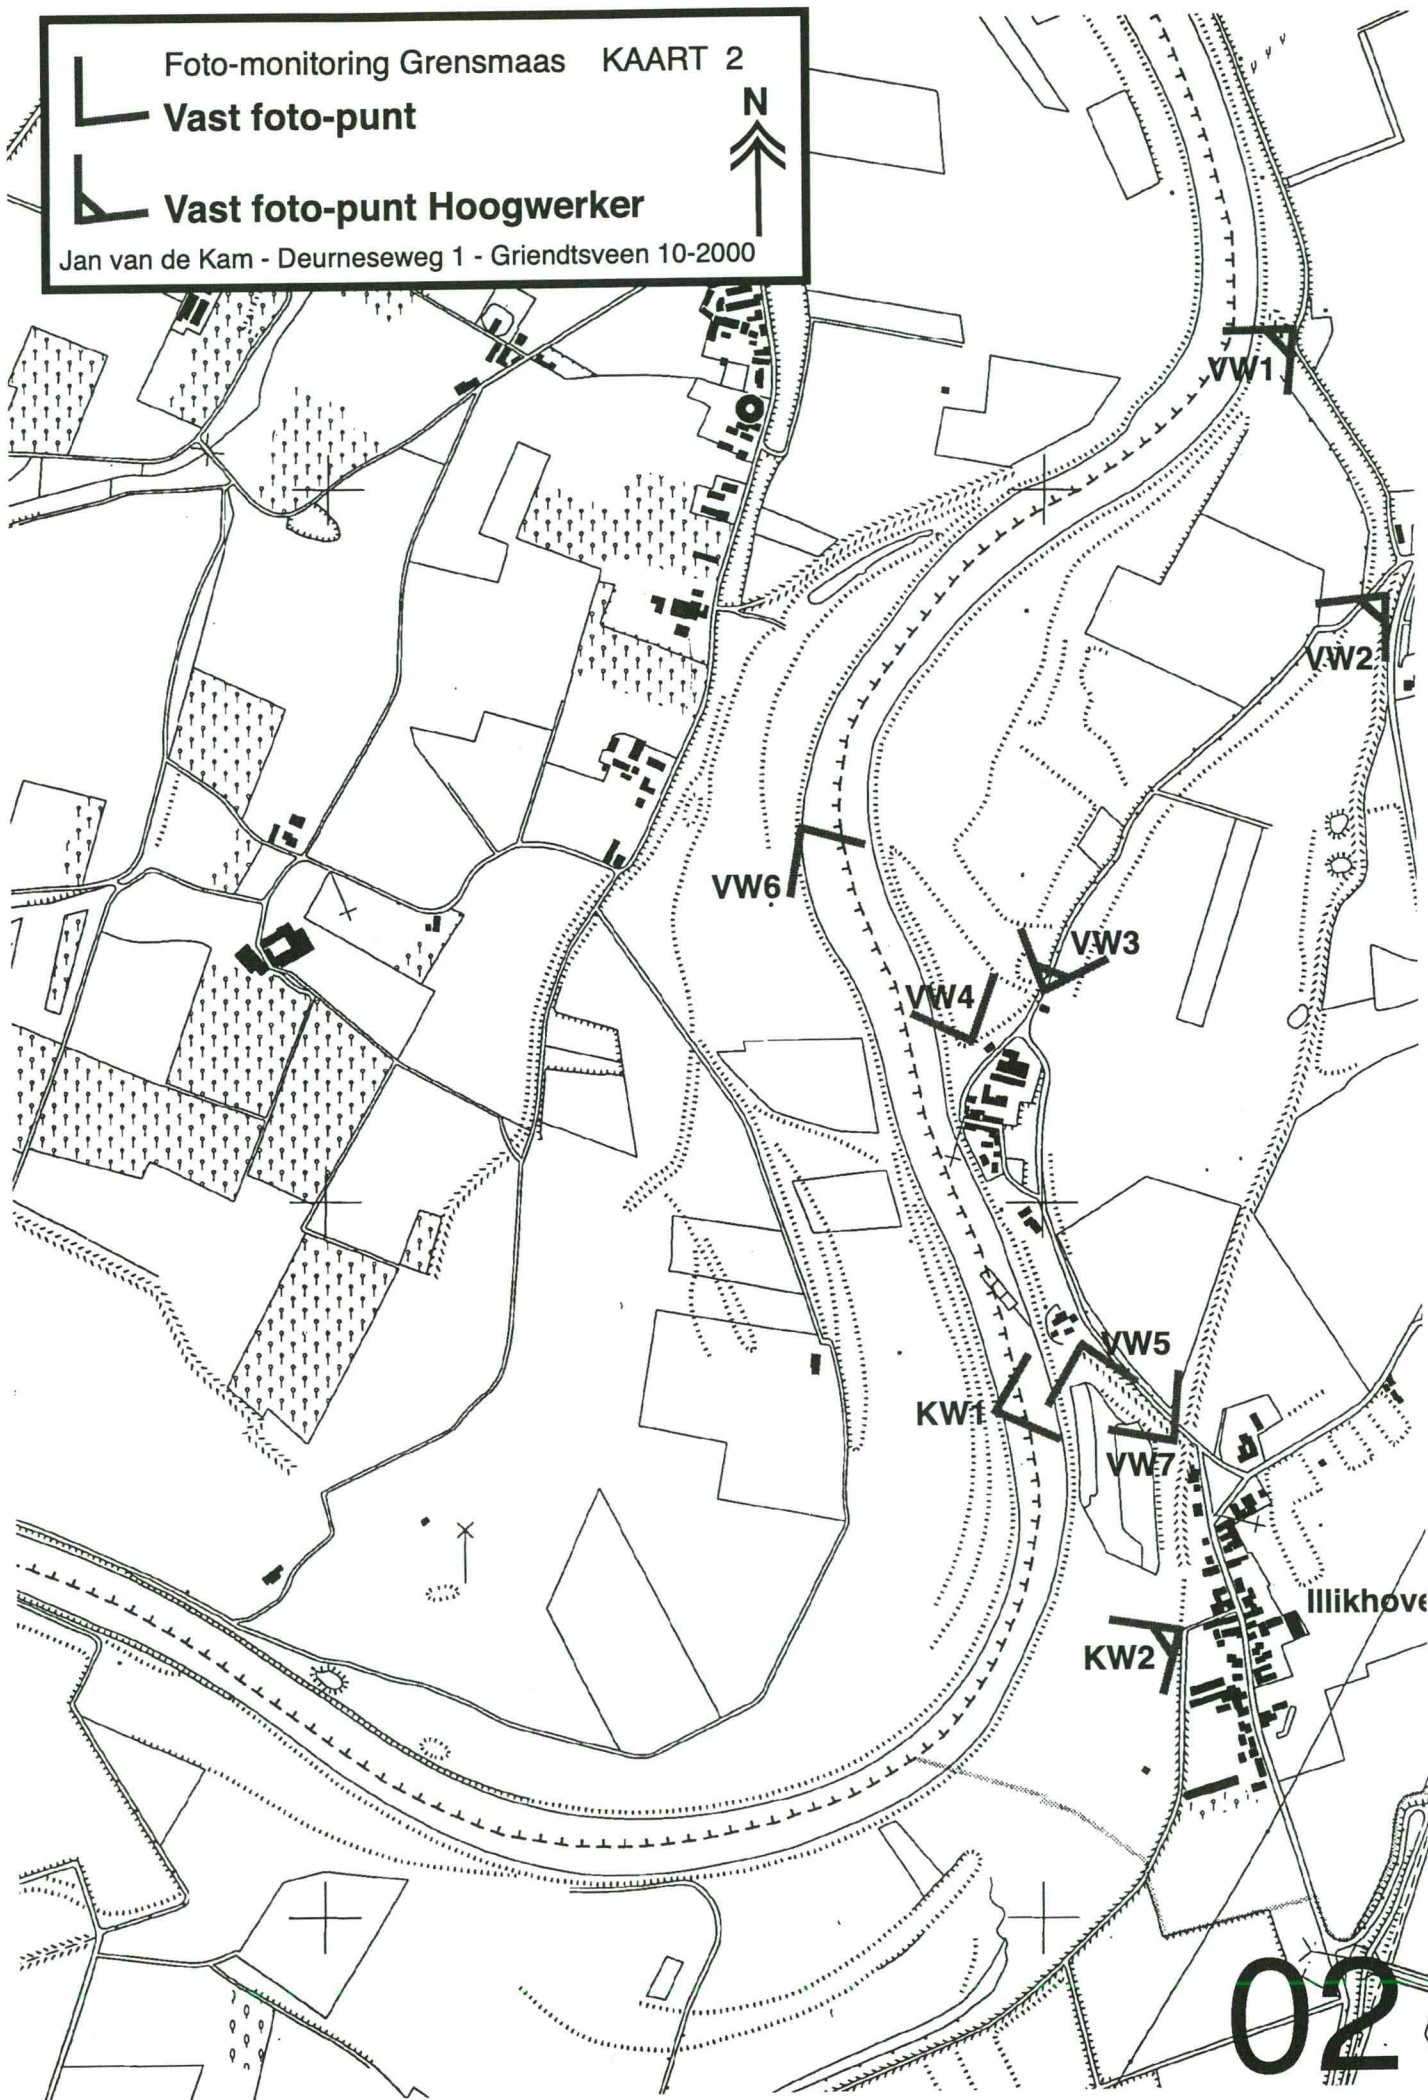 Foto-monitoring Grensmaas KAART 2
Vast foto-punt
N
Vast foto-punt Hoogwerker
Jan van de Kam - Deurneseweg 1 - Griendtsveen 10-2000
VW1
VW2
VW6
VW3
VW4
VW5
KW1
VW7
Illikhove
KW2
02